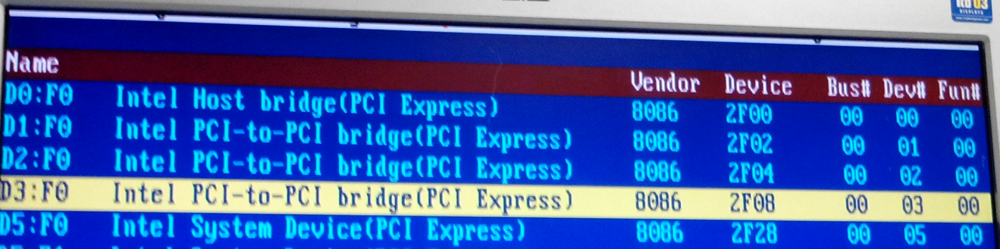 TCO 03
DISPLAYS
Name Vendor Device Bus# Dev# Fun#
D0:F0 Intel Host bridge(PCI Express) 8086 2F00 00 00 00
D1:F0 Intel PCI-to-PCI bridge(PCI Express) 8086 2F02 00 01 00
D2:F0 Intel PCI-to-PCI bridge(PCI Express) 8086 2F04 00 02 00
D3:F0 Intel PCI-to-PCI bridge(PCI Express) 8086 2F08 00 03 00
D5:F0 Intel System Device(PCI Express) 8086 2F28 00 05 00